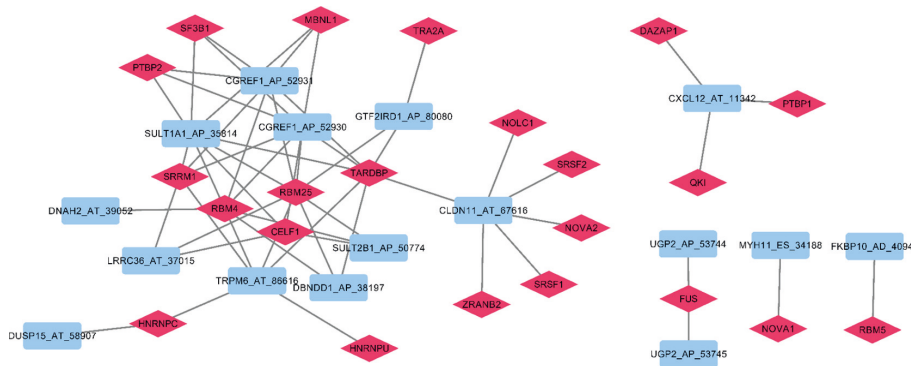 MBNL1
SF3B1
TRA2A
DAZAP1
PTBP2
CGREF1_AP_52931
CXCL12_AT_11342
PTBP1
GTF2IRD1_AP_80080
NOLC1
CGREF1_AP_52930
SULT1A1_AP_35814
SRSF2
SRRM1
TARDBP
QKI
RBM25
DNAH2_AT_39052
RBM4
CLDN11_AT_67616
NOVA2
CELF1
UGP2_AP_53744
MYH11_ES_34188
FKBP10_AD_4094
SULT2B1_AP_50774
LRRC36_AT_37015
TRPM6_AT_86616
DBNDD1_AP_38197
SRSF1
ZRANB2
FUS
HNRNPC
NOVA1
RBM5
DUSP15_AT_58907
HNRNPU
UGP2_AP_53745